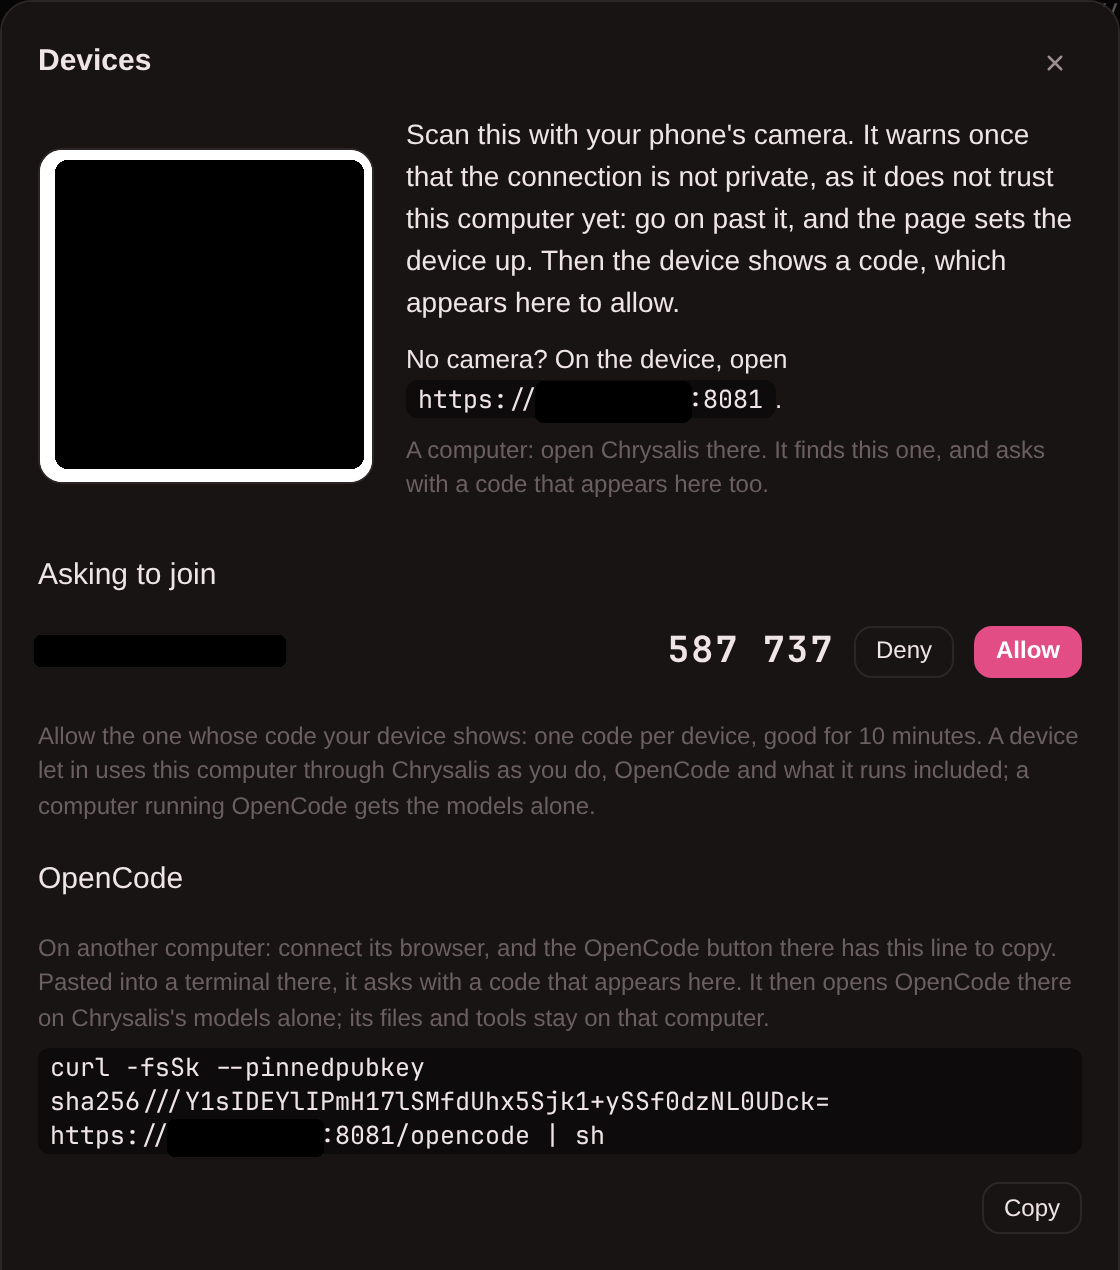 Devices
Scan this with your phone's camera. It warns once
that the connection is not private, as it does not trust
this computer yet: go on past it, and the page sets the
device up. Then the device shows a code, which
appears here to allow.
No camera? On the device, open
https:// :8081 .
A computer: open Chrysalis there. It finds this one, and asks
with a code that appears here too.
Asking to join
587 737 Deny Allow
Allow the one whose code your device shows: one code per device, good for 10 minutes. A device
let in uses this computer through Chrysalis as you do, OpenCode and what it runs included; a
computer running OpenCode gets the models alone.
OpenCode
On another computer: connect its browser, and the OpenCode button there has this line to copy.
Pasted into a terminal there, it asks with a code that appears here. It then opens OpenCode there
on Chrysalis's models alone; its files and tools stay on that computer.
curl -fsSk --pinnedpubkey
sha256///Y1sIDEYlIPmH17lSMfdUhx5Sjk1+ySSf0dzNL0UDck=
https:// :8081/opencode | sh
Copy